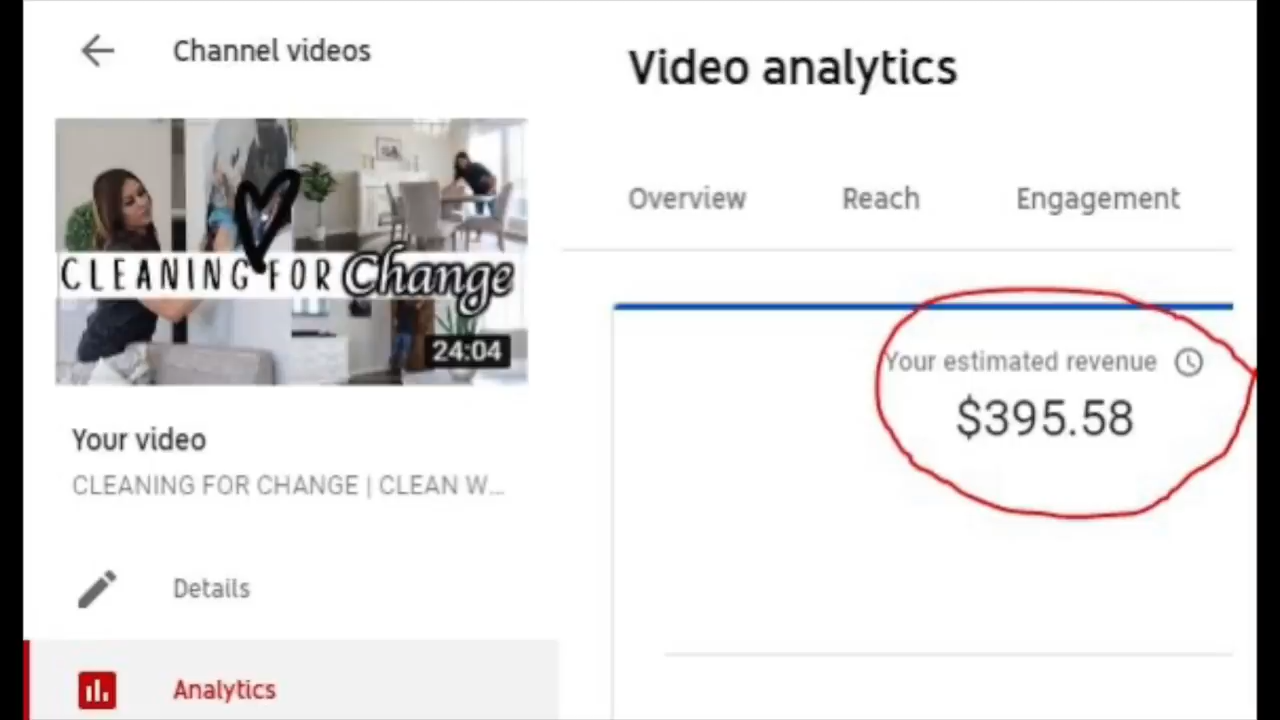 Channel videos
CLEANING FOR Change
24:04
Your video
CLEANING FOR CHANGE | CLEAN W...
Details
Analytics
Video analytics
Overview Reach Engagement
Your estimated revenue
$395.58